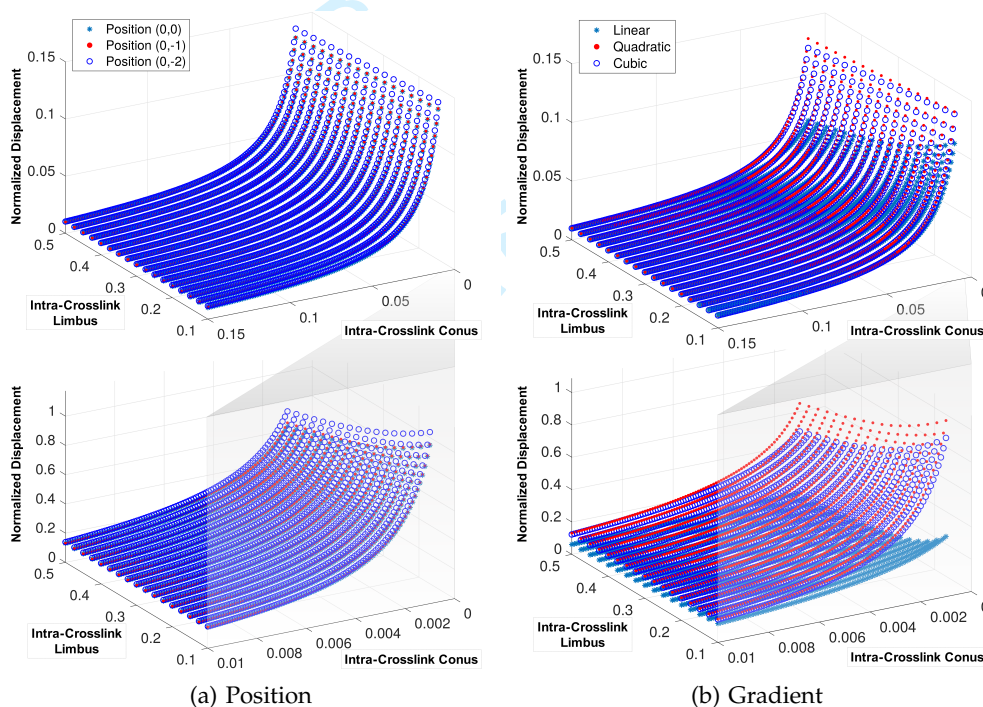 Position (0,0)
Position (0,-1)
Position (0,-2)
Normalized Displacement
0.15
0.1
0.05
0
0.5
0.4
0.3
0.2
0.1
Intra-Crosslink
Limbus
0.15
0.1
0.05
0
Intra-Crosslink Conus
Linear
Quadratic
Cubic
Normalized Displacement
0.15
0.1
0.05
0
0.5
0.4
0.3
0.2
0.1
Intra-Crosslink
Limbus
0.15
0.1
0.05
0
Intra-Crosslink Conus
Normalized Displacement
1
0.8
0.6
0.4
0.2
0
0.5
0.4
0.3
0.2
0.1
Intra-Crosslink
Limbus
0.01
0.008
0.006
0.004
0.002
0
Intra-Crosslink Conus
Normalized Displacement
1
0.8
0.6
0.4
0.2
0
0.5
0.4
0.3
0.2
0.1
Intra-Crosslink
Limbus
0.01
0.008
0.006
0.004
0.002
0
Intra-Crosslink Conus
(a) Position
(b) Gradient